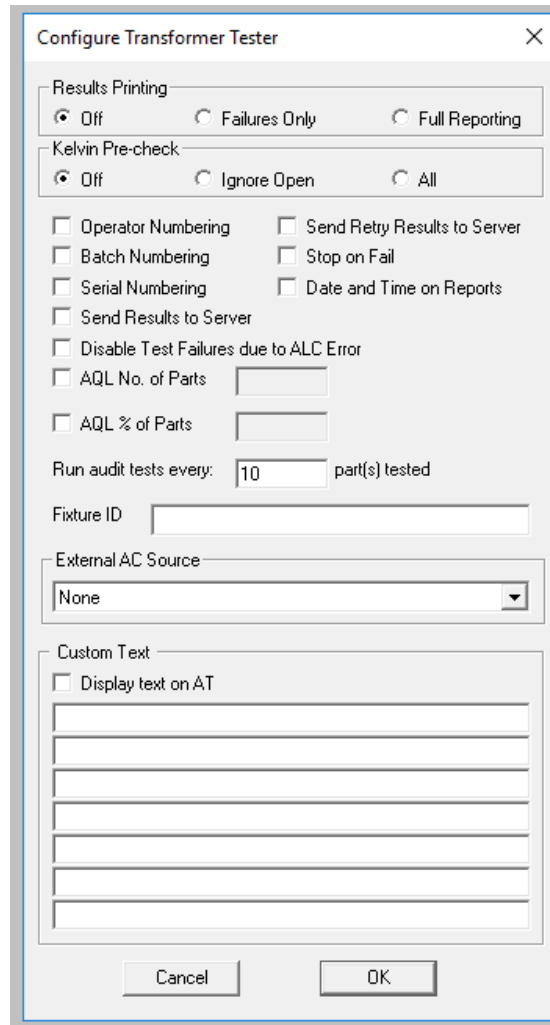 Configure Transformer Tester
Results Printing
Off Failures Only Full Reporting
Kelvin Pre-check
Off Ignore Open All
Operator Numbering Send Retry Results to Server
Batch Numbering Stop on Fail
Serial Numbering Date and Time on Reports
Send Results to Server
Disable Test Failures due to ALC Error
AQL No. of Parts
AQL % of Parts
Run audit tests every: 10 part(s) tested
Fixture ID
External AC Source
None
Custom Text
Display text on AT
Cancel OK